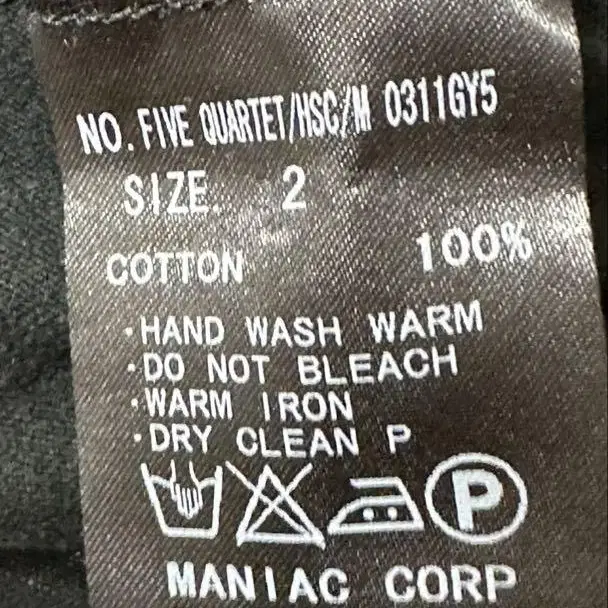 NO. FIVE QUARTET/HSC/M 0311GY5
SIZE. 2
COTTON 100%
・HAND WASH WARM
・DO NOT BLEACH
・WARM IRON
・DRY CLEAN P
P
MANIAC CORP